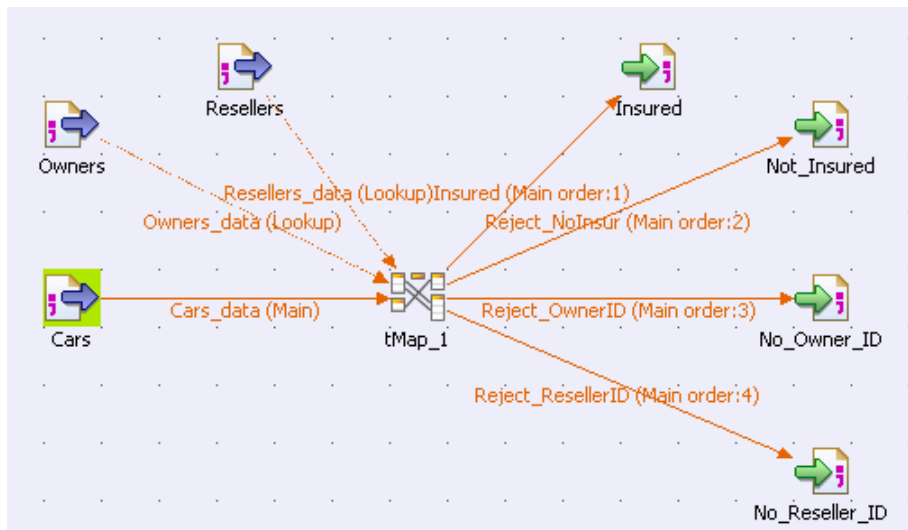 Resellers
Insured
Owners
Not_Insured
Resellers_data (Lookup)
Insured (Main order:1)
Owners_data (Lookup)
Reject_NoInsur (Main order:2)
Cars_data (Main)
Reject_OwnerID (Main order:3)
Cars
tMap_1
No_Owner_ID
Reject_ResellerID (Main order:4)
No_Reseller_ID